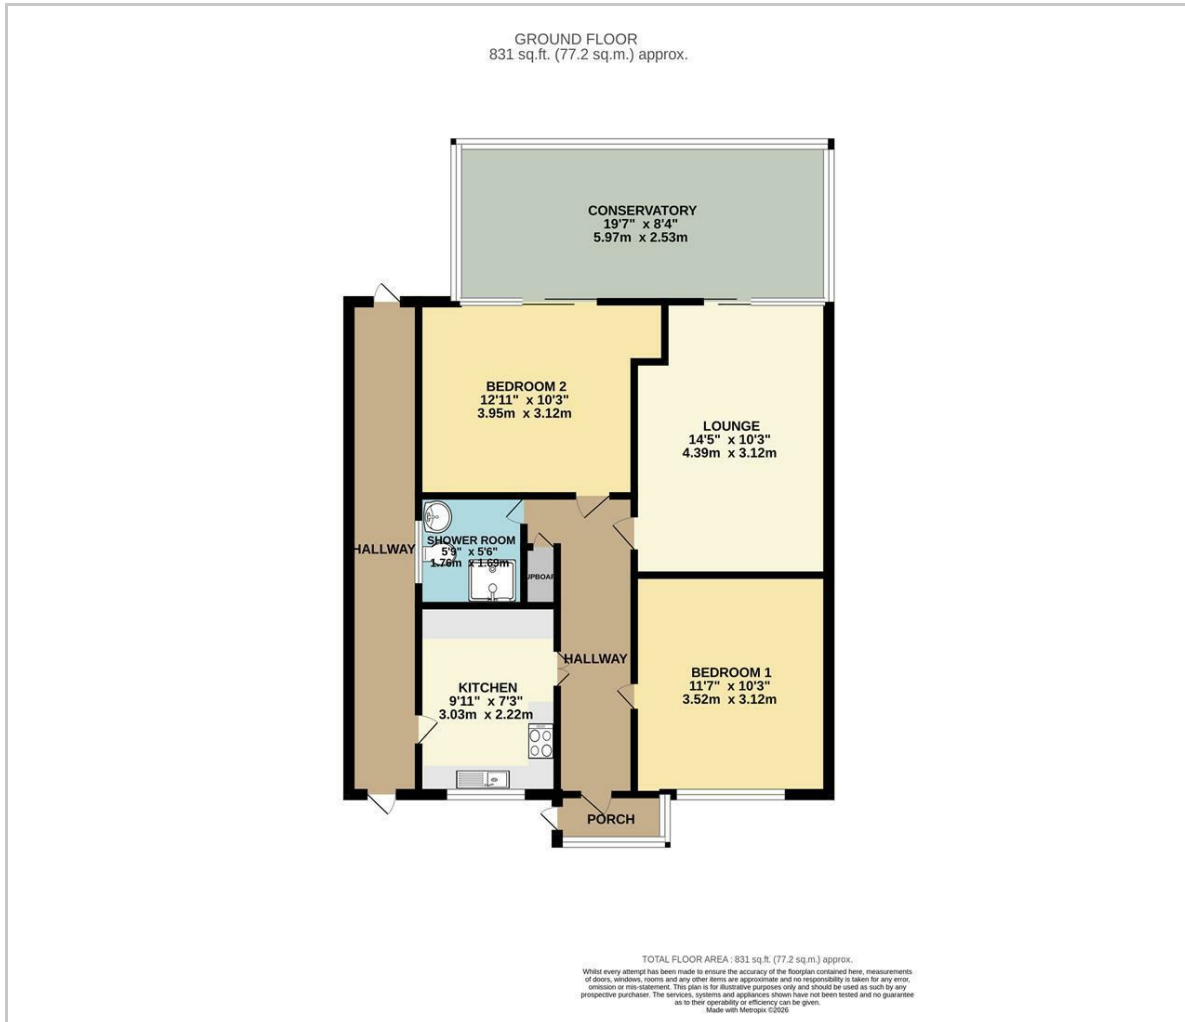 GROUND FLOOR
831 sq.ft. (77.2 sq.m.) approx.
CONSERVATORY
19'7" x 8'4"
5.97m x 2.53m
BEDROOM 2
12'11" x 10'3"
3.95m x 3.12m
LOUNGE
14'5" x 10'3"
4.39m x 3.12m
HALLWAY
SHOWER ROOM
5'9" x 5'6"
1.76m x 1.69m
UPBOAR
HALLWAY
KITCHEN
9'11" x 7'3"
3.03m x 2.22m
BEDROOM 1
11'7" x 10'3"
3.52m x 3.12m
PORCH
TOTAL FLOOR AREA : 831 sq.ft. (77.2 sq.m.) approx.
Whilst every attempt has been made to ensure the accuracy of the floorplan contained here, measurements
of doors, windows, rooms and any other items are approximate and no responsibility is taken for any error,
omission or mis-statement. This plan is for illustrative purposes only and should be used as such by any
prospective purchaser. The services, systems and appliances shown have not been tested and no guarantee
as to their operability or efficiency can be given.
Made with Metropix ©2026